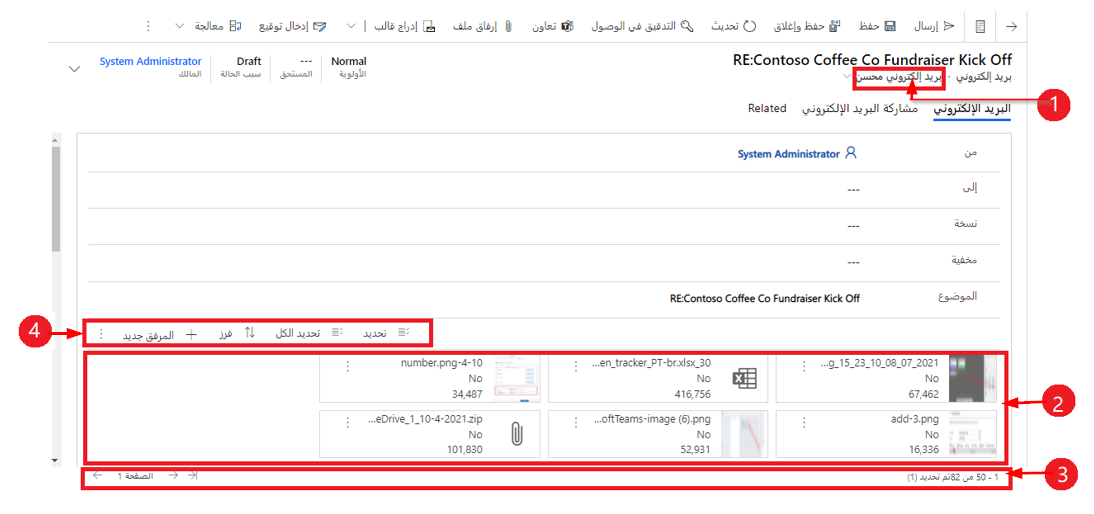 إرسال حفظ حفظ وإغلاق تحديث التدقيق في الوصول تعاون إرفاق ملف إدراج قالب | إدخال توقيع معالجة
RE:Contoso Coffee Co Fundraiser Kick Off
بريد إلكتروني · بريد إلكتروني محسن
Normal
الأولوية
---
المستحق
Draft
سبب الحالة
System Administrator
المالك
1
البريد الإلكتروني مشاركة البريد الإلكتروني Related
من System Administrator
إلى ---
نسخة ---
مخفية ---
الموضوع RE:Contoso Coffee Co Fundraiser Kick Off
4
تحديد تحديد الكل فرز المرفق جديد
...g_15_23_10_08_07_2021
No
67,462
...en_tracker_PT-br.xlsx_30
No
416,756
number.png-4-10
No
34,487
2
add-3.png
No
16,336
...oftTeams-image (6).png
No
52,931
...eDrive_1_10-4-2021.zip
No
101,830
3
1 - 50 من 82تم تحديد (1) الصفحة 1